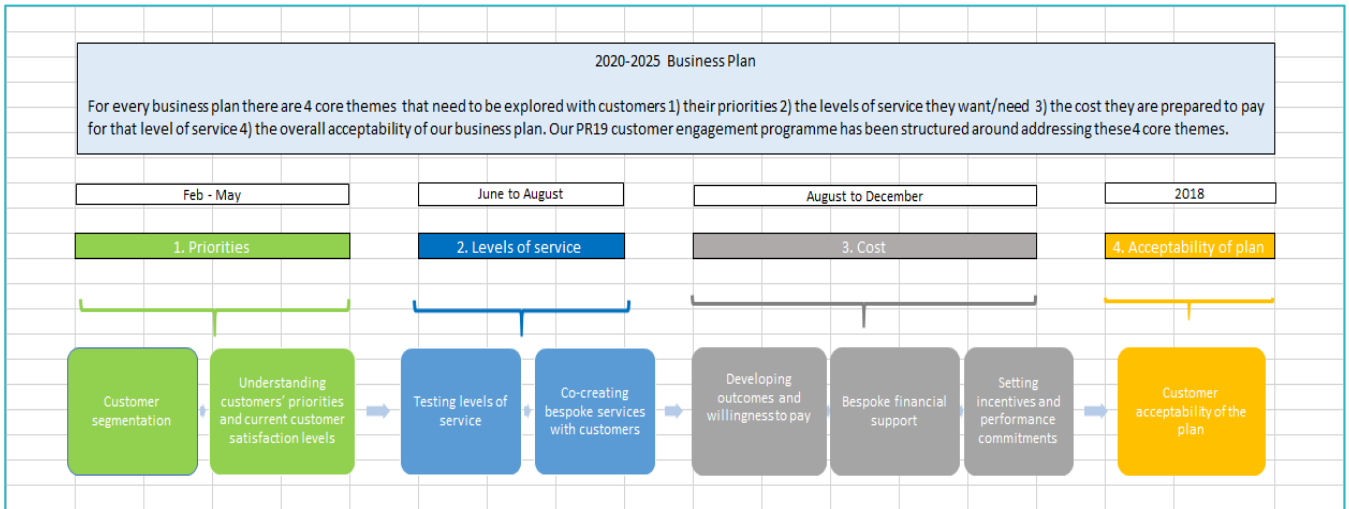 2020-2025 Business Plan
For every business plan there are 4 core themes that need to be explored with customers 1) their priorities 2) the levels of service they want/need 3) the cost they are prepared to pay
for that level of service 4) the overall acceptability of our business plan. Our PR19 customer engagement programme has been structured around addressing these 4 core themes.
Feb - May
June to August
August to December
2018
1. Priorities
2. Levels of service
3. Cost
4. Acceptability of plan
Customer
segmentation
Understanding
customers' priorities
and current customer
satisfaction levels
Testing levels of
service
Co-creating
bespoke services
with customers
Developing
outcomes and
willingness to pay
Bespoke financial
support
Setting
incentives and
performance
commitments
Customer
acceptability of the
plan